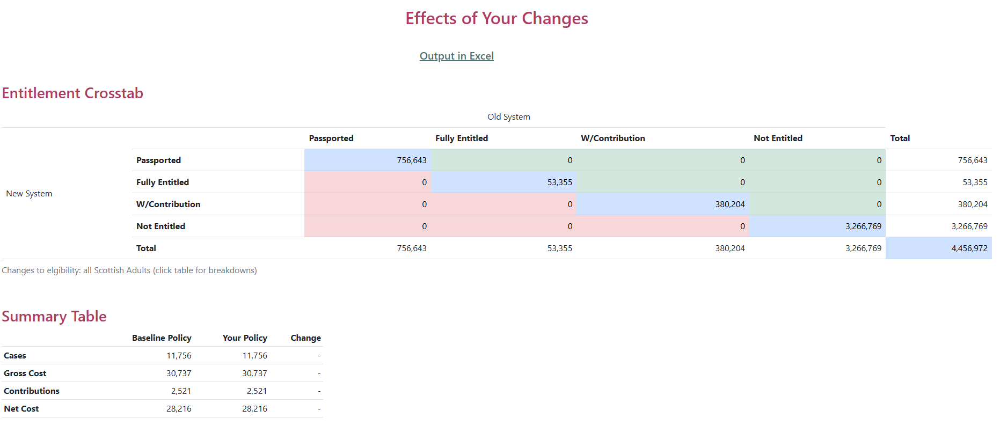 Effects of Your Changes
Output in Excel
Entitlement Crosstab
Old System
Passported Fully Entitled W/Contribution Not Entitled Total
Passported 756,643 0 0 0 756,643
Fully Entitled 0 53,355 0 0 53,355
New System
W/Contribution 0 0 380,204 0 380,204
Not Entitled 0 0 0 3,266,769 3,266,769
Total 756,643 53,355 380,204 3,266,769 4,456,972
Changes to elgibility: all Scottish Adults (click table for breakdowns)
Summary Table
Baseline Policy Your Policy Change
Cases 11,756 11,756 -
Gross Cost 30,737 30,737 -
Contributions 2,521 2,521 -
Net Cost 28,216 28,216 -